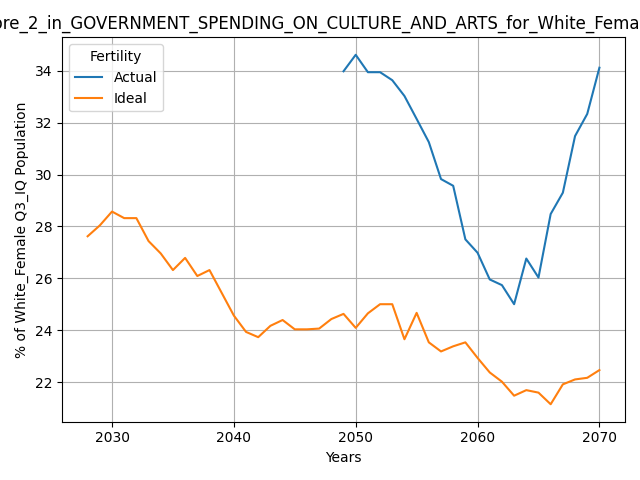 ore_2_in_GOVERNMENT_SPENDING_ON_CULTURE_AND_ARTS_for_White_Fema
Fertility
Actual
Ideal
% of White_Female Q3_IQ Population
34
32
30
28
26
24
22
2030
2040
2050
2060
2070
Years